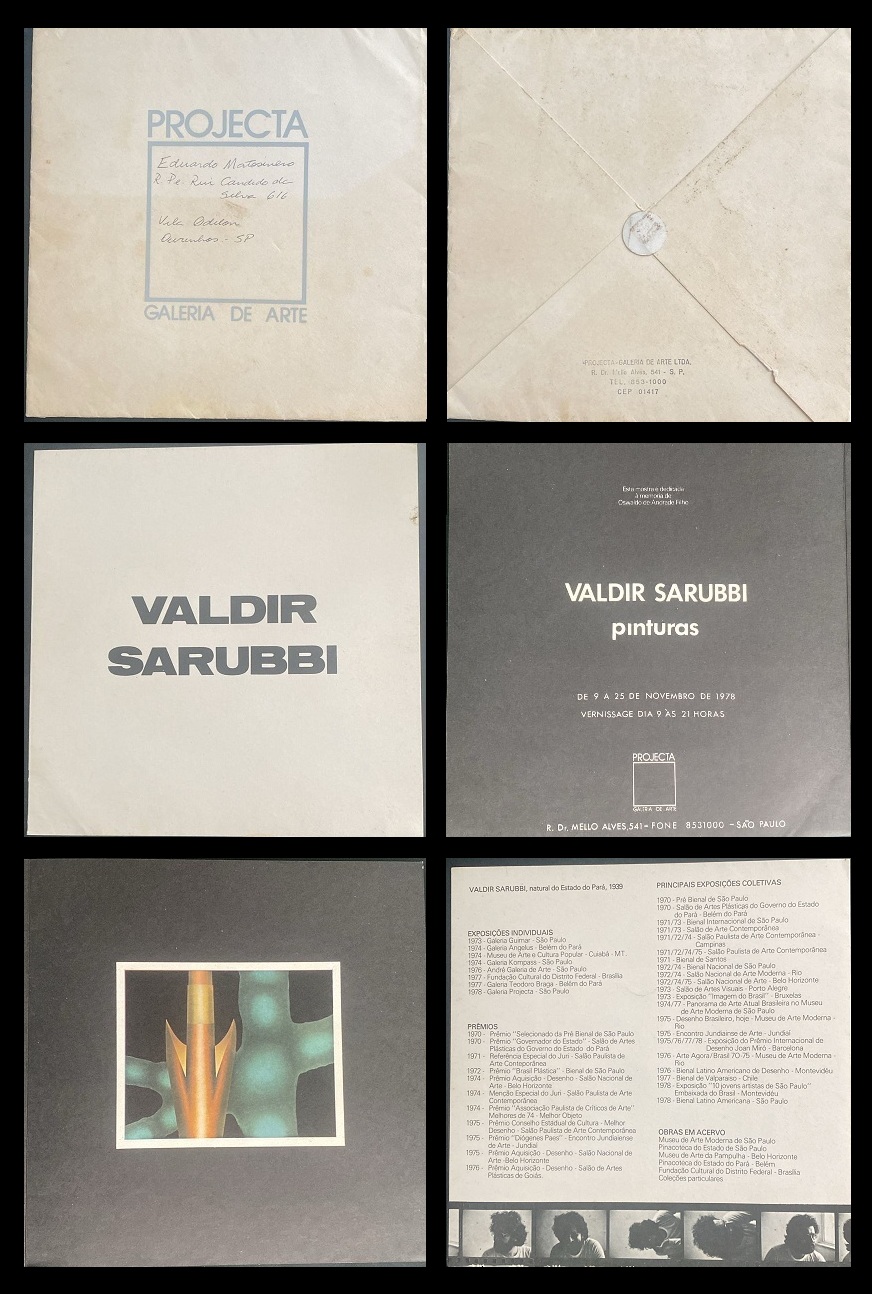 PROJECTA
Eduardo
R. Pe. Rui Candido de
Silva 616
Vila Odilon
Ourinhos - SP
GALERIA DE ARTE
PROJECTA-GALERIA DE ARTE LTDA.
R. Dr. Mello Alves, 541 - S. P.
TEL. 853-1000
CEP 01417
VALDIR
SARUBBI
Esta mostra é dedicada
à memória de
Oswaldo de Andrade Filho
VALDIR SARUBBI
pinturas
DE 9 A 25 DE NOVEMBRO DE 1978
VERNISSAGE DIA 9 ÀS 21 HORAS
PROJECTA
GALERIA DE ARTE
R. Dr. MELLO ALVES, 541 - FONE 8531000 - SÃO PAULO
VALDIR SARUBBI, natural do Estado do Pará, 1939
EXPOSIÇÕES INDIVIDUAIS
1973 - Galeria Guimar - São Paulo
1974 - Galeria Angelus - Belém do Pará
1974 - Museu de Arte e Cultura Popular - Cuiabá - MT.
1974 - Galeria Kompass - São Paulo
1976 - André Galeria de Arte - São Paulo
1977 - Fundação Cultural do Distrito Federal - Brasília
1977 - Galeria Teodoro Braga - Belém do Pará
1978 - Galeria Projecta - São Paulo
PRÊMIOS
1970 - Prêmio "Selecionado da Pré Bienal de São Paulo
1970 - Prêmio "Governador do Estado" - Salão de Artes
Plásticas do Governo do Estado do Pará
1971 - Referência Especial do Juri - Salão Paulista de
Arte Conteporânea
1972 - Prêmio "Brasil Plástica" - Bienal de São Paulo
1974 - Prêmio Aquisição - Desenho - Salão Nacional de
Arte - Belo Horizonte
1974 - Menção Especial do Juri - Salão Paulista de Arte
Contemporânea
1974 - Prêmio "Associação Paulista de Críticos de Arte"
Melhores de 74 - Melhor Objeto
1975 - Prêmio Conselho Estadual de Cultura - Melhor
Desenho - Salão Paulista de Arte Contemporânea
1975 - Prêmio "Diógenes Paes" - Encontro Jundiaiense
de Arte - Jundiaí
1975 - Prêmio Aquisição - Desenho - Salão Nacional de
Arte - Belo Horizonte
1976 - Prêmio Aquisição - Desenho - Salão de Artes
Plásticas de Goiás.
PRINCIPAIS EXPOSIÇÕES COLETIVAS
1970 - Pré Bienal de São Paulo
1970 - Salão de Artes Plásticas do Governo do Estado
do Pará - Belém do Pará
1971/73 - Bienal Internacional de São Paulo
1971/73 - Salão de Arte Contemporânea
1971/72/74 - Salão Paulista de Arte Contemporânea -
Campinas
1971/72/74/75 - Salão Paulista de Arte Contemporânea
1971 - Bienal de Santos
1972/74 - Bienal Nacional de São Paulo
1972/74 - Salão Nacional de Arte Moderna - Rio
1972/74/75 - Salão Nacional de Arte - Belo Horizonte
1973 - Salão de Artes Visuais - Porto Alegre
1973 - Exposição "Imagem do Brasil" - Bruxelas
1974/77 - Panorama de Arte Atual Brasileira no Museu
de Arte Moderna de São Paulo
1975 - Desenho Brasileiro, hoje - Museu de Arte Moderna -
Rio
1975 - Encontro Jundiaiense de Arte - Jundiaí
1975/76/77/78 - Exposição do Prêmio Internacional de
Desenho Joan Miró - Barcelona
1976 - Arte Agora/Brasil 70-75 - Museu de Arte Moderna -
Rio
1976 - Bienal Latino Americano de Desenho - Montevidéu
1977 - Bienal de Valparaíso - Chile
1978 - Exposição "10 jovens artistas de São Paulo"
Embaixada do Brasil - Montevidéu
1978 - Bienal Latino Americana - São Paulo
OBRAS EM ACERVO
Museu de Arte Moderna de São Paulo
Pinacoteca do Estado de São Paulo
Museu de Arte da Pampulha - Belo Horizonte
Pinacoteca do Estado do Pará - Belém
Fundação Cultural do Distrito Federal - Brasília
Coleções particulares